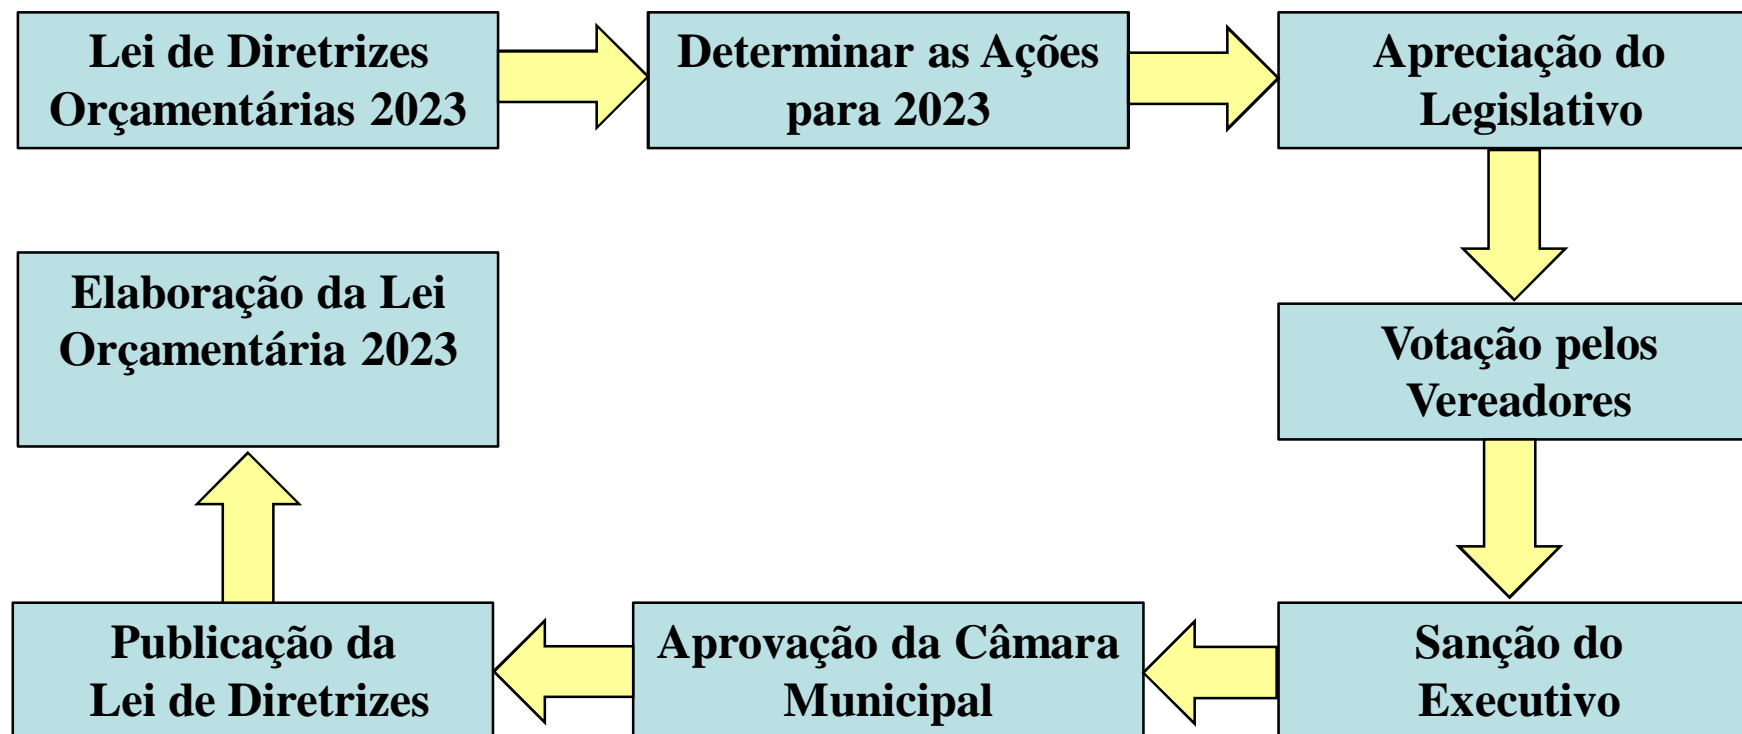 Lei de Diretrizes
Orçamentárias 2023
Determinar as Ações
para 2023
Apreciação do
Legislativo
Votação pelos
Vereadores
Sanção do
Executivo
Aprovação da Câmara
Municipal
Publicação da
Lei de Diretrizes
Elaboração da Lei
Orçamentária 2023